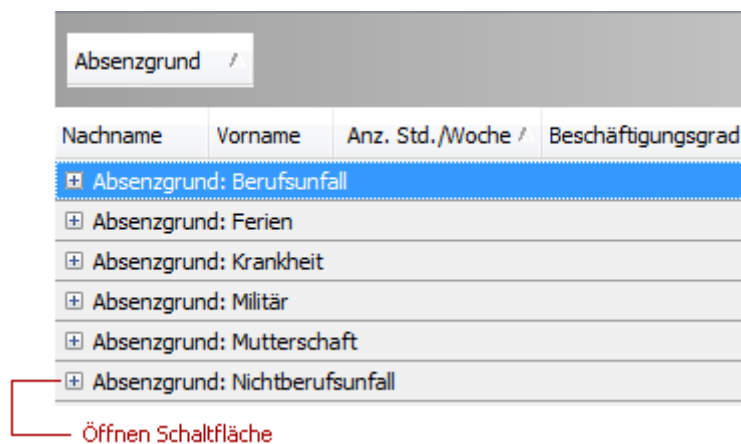 Absenzgrund
Nachname Vorname Anz. Std./Woche Beschäftigungsgrad
Absenzgrund: Berufsunfall
Absenzgrund: Ferien
Absenzgrund: Krankheit
Absenzgrund: Militär
Absenzgrund: Mutterschaft
Absenzgrund: Nichtberufsunfall
Öffnen Schaltfläche